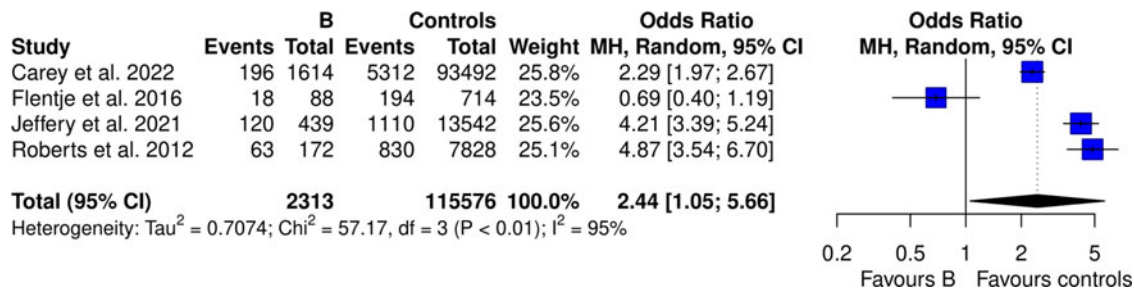 B Controls Odds Ratio Odds Ratio
Study Events Total Events Total Weight MH, Random, 95% CI MH, Random, 95% CI
Carey et al. 2022 196 1614 5312 93492 25.8% 2.29 [1.97; 2.67]
Flentje et al. 2016 18 88 194 714 23.5% 0.69 [0.40; 1.19]
Jeffery et al. 2021 120 439 1110 13542 25.6% 4.21 [3.39; 5.24]
Roberts et al. 2012 63 172 830 7828 25.1% 4.87 [3.54; 6.70]
Total (95% CI) 2313 115576 100.0% 2.44 [1.05; 5.66]
Heterogeneity: Tau² = 0.7074; Chi² = 57.17, df = 3 (P < 0.01); I² = 95%
0.2 0.5 1 2 5
Favours B Favours controls